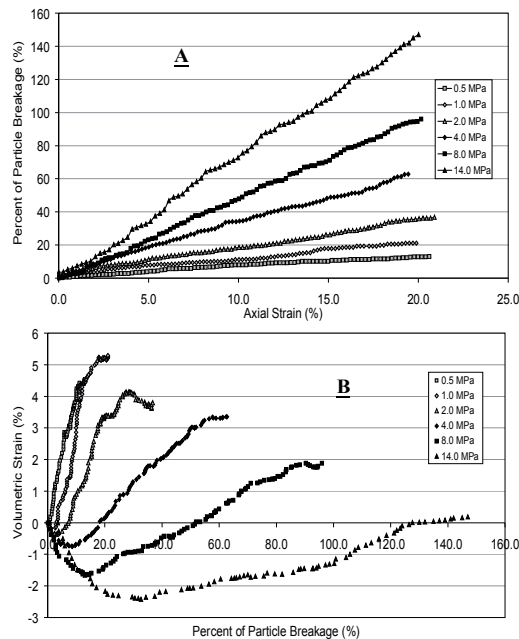 160
140
120
100
80
60
40
20
0
Percent of Particle Breakage (%)
A
0.5 MPa
1.0 MPa
2.0 MPa
4.0 MPa
8.0 MPa
14.0 MPa
0.0 5.0 10.0 15.0 20.0 25.0
Axial Strain (%)
6
5
4
3
2
1
0
-1
-2
-3
Volumetric Strain (%)
B
0.5 MPa
1.0 MPa
2.0 MPa
4.0 MPa
8.0 MPa
14.0 MPa
0.0 20.0 40.0 60.0 80.0 100.0 120.0 140.0 160.0
Percent of Particle Breakage (%)